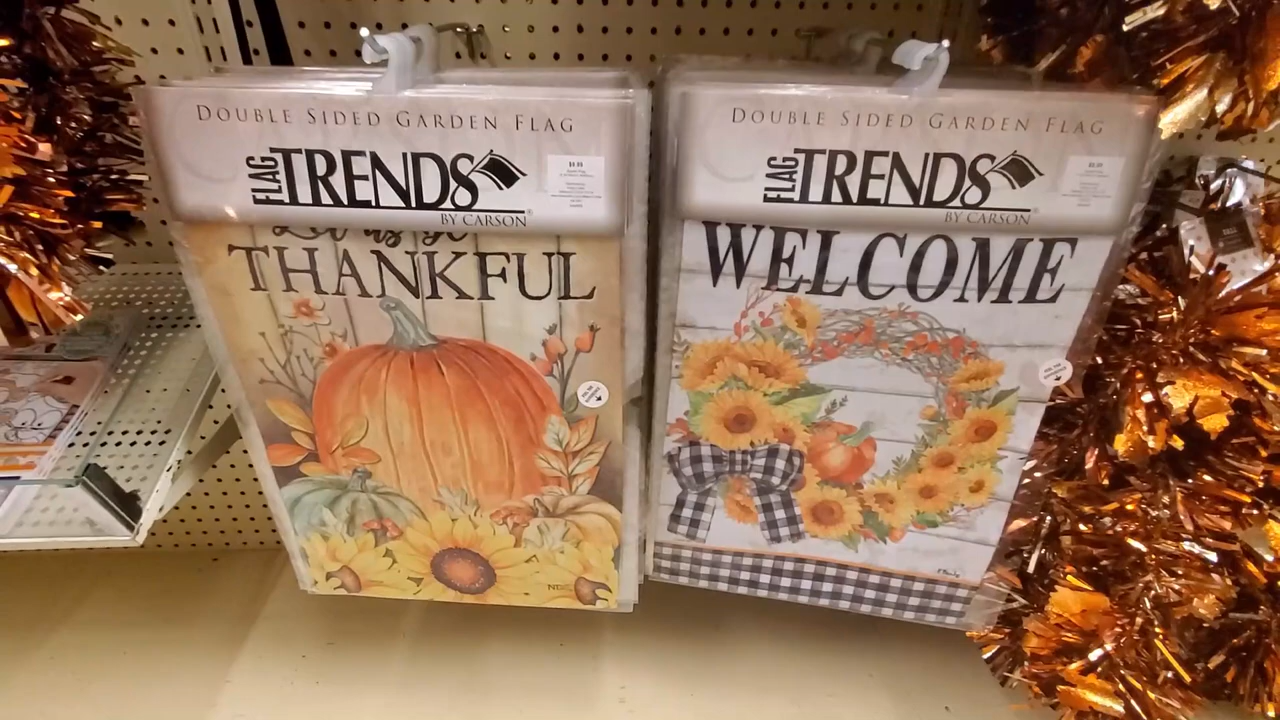 DOUBLE SIDED GARDEN FLAG
FLAG TRENDS
BY CARSON
THANKFUL
DOUBLE SIDED GARDEN FLAG
FLAG TRENDS
BY CARSON
WELCOME